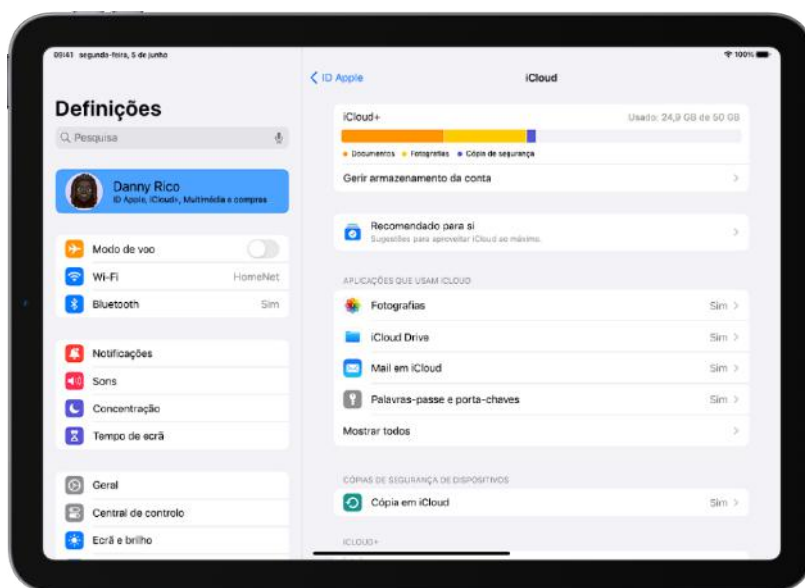 09:41 segunda-feira, 5 de junho
100%
ID Apple
iCloud
Definições
Pesquisa
Danny Rico
ID Apple, iCloud+, Multimédia e compras
Modo de voo
Wi-Fi HomeNet
Bluetooth Sim
Notificações
Sons
Concentração
Tempo de ecrã
Geral
Central de controlo
Ecrã e brilho
iCloud+ Usado: 24,9 GB de 50 GB
Documentos Fotografias Cópia de segurança
Gerir armazenamento da conta
Recomendado para si
Sugestões para aproveitar iCloud ao máximo.
APLICAÇÕES QUE USAM ICLOUD
Fotografias Sim
iCloud Drive Sim
Mail em iCloud Sim
Palavras-passe e porta-chaves Sim
Mostrar todos
CÓPIAS DE SEGURANÇA DE DISPOSITIVOS
Cópia em iCloud Sim
ICLOUD+